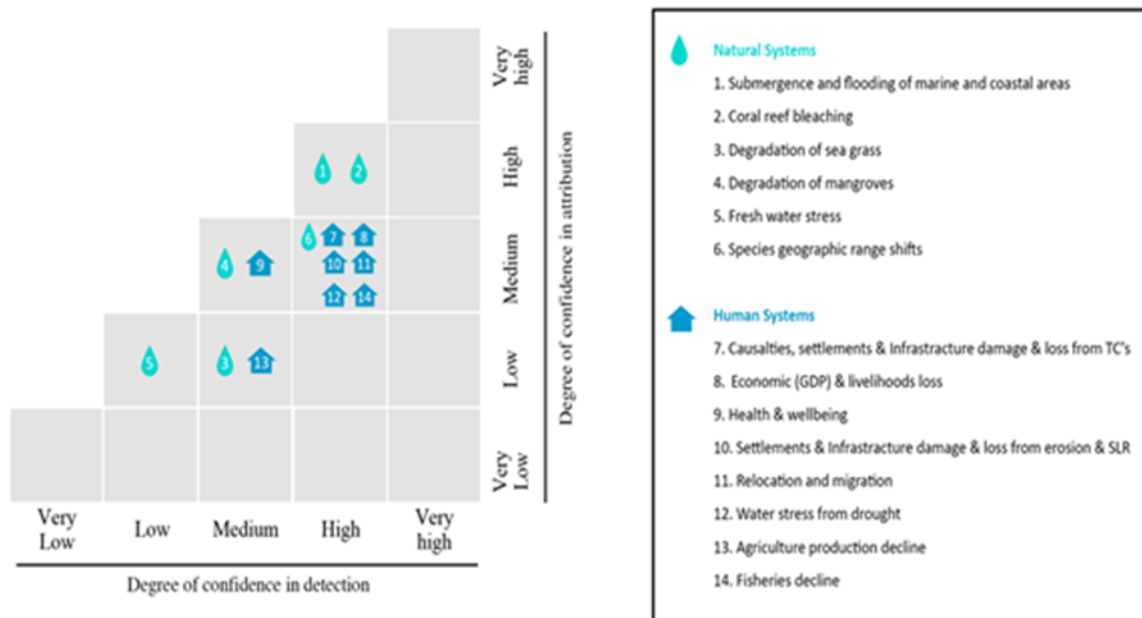 Very
high
High
Medium
Low
Very
Low
Degree of confidence in attribution
1 2
6 7 8
4 9 10 11
12 14
5 3 13
Very
Low
Low
Medium
High
Very
high
Degree of confidence in detection
Natural Systems
1. Submergence and flooding of marine and coastal areas
2. Coral reef bleaching
3. Degradation of sea grass
4. Degradation of mangroves
5. Fresh water stress
6. Species geographic range shifts
Human Systems
7. Causalties, settlements & Infrastracture damage & loss from TC's
8. Economic (GDP) & livelihoods loss
9. Health & wellbeing
10. Settlements & Infrastracture damage & loss from erosion & SLR
11. Relocation and migration
12. Water stress from drought
13. Agriculture production decline
14. Fisheries decline